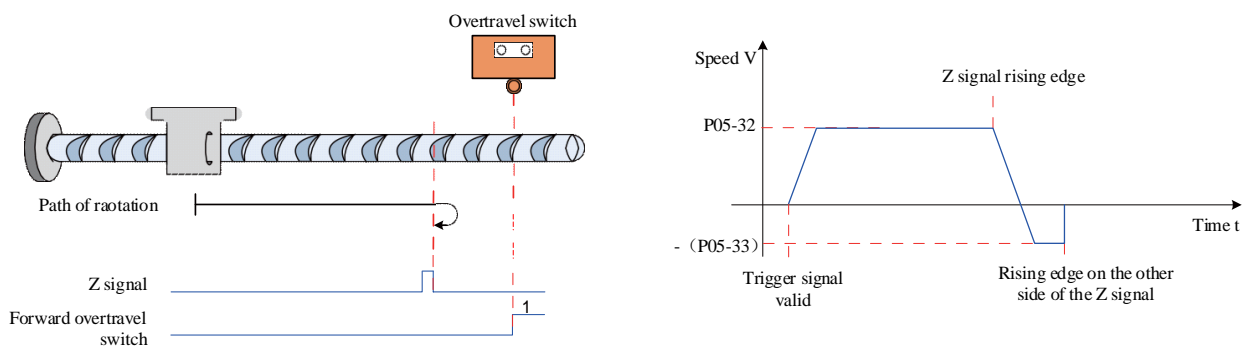 Overtravel switch
Path of raotation
Z signal
Forward overtravel
switch
1
Speed V
Z signal rising edge
P05-32
Time t
-（P05-33）
Trigger signal
valid
Rising edge on the other
side of the Z signal